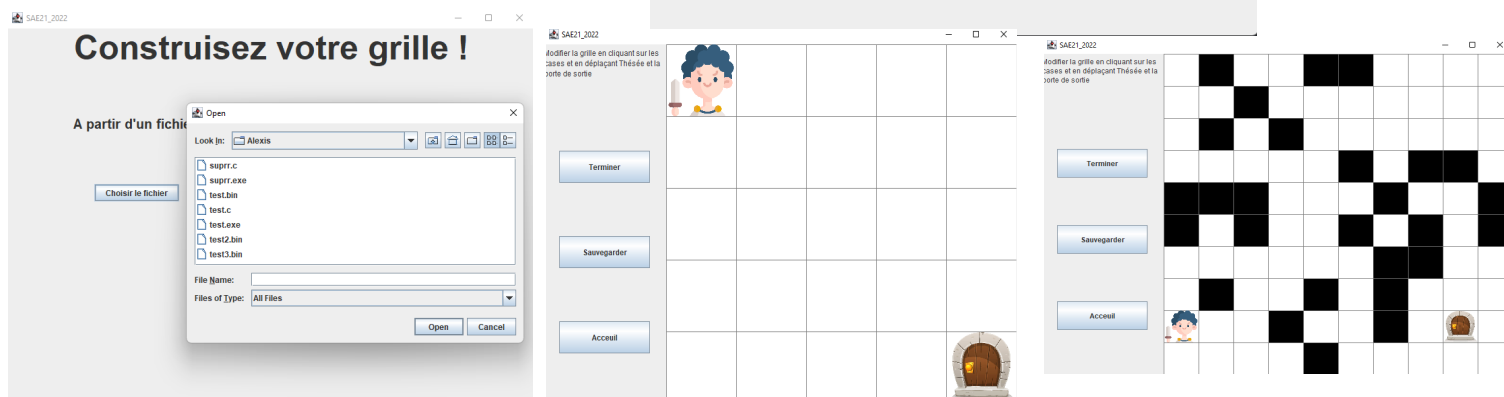 SAE21_2022
Construisez votre grille !
A partir d'un fichie
Choisir le fichier
Open
Look In:
Alexis
suprr.c
suprr.exe
test.bin
test.c
test.exe
test2.bin
test3.bin
File Name:
Files of Type:
All Files
Open
Cancel
SAE21_2022
Modifier la grille en cliquant sur les
cases et en déplaçant Thésée et la
porte de sortie
Terminer
Sauvegarder
Acceuil
SAE21_2022
Modifier la grille en cliquant sur les
cases et en déplaçant Thésée et la
porte de sortie
Terminer
Sauvegarder
Acceuil